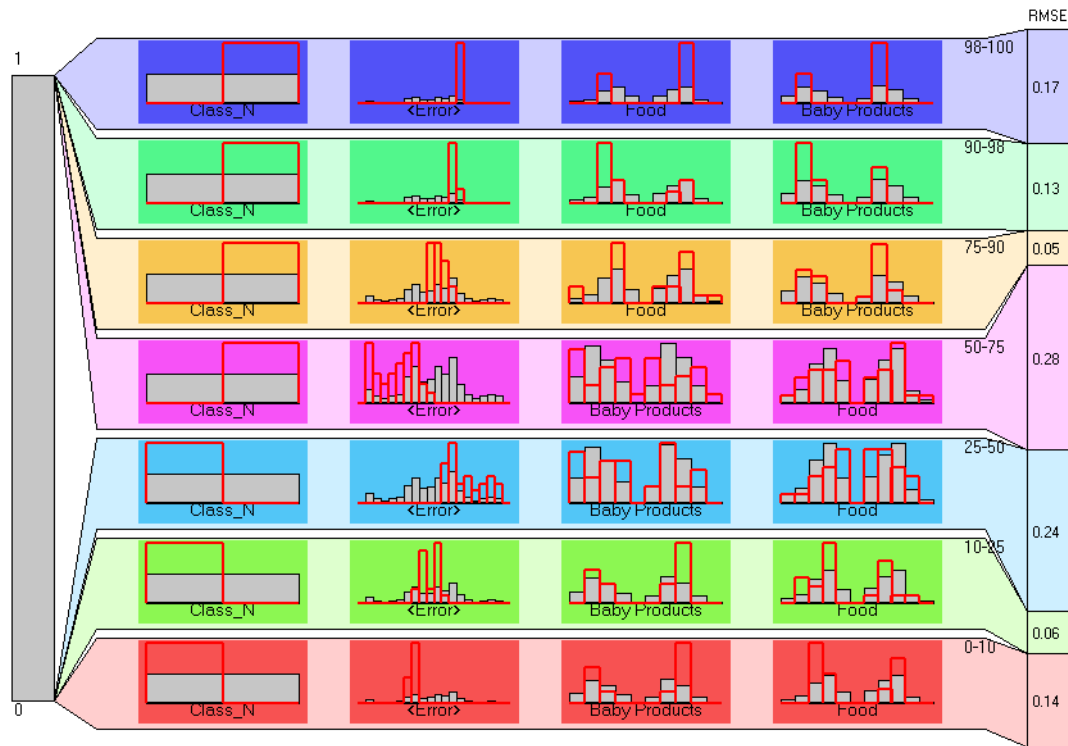 RMSE
1
98-100
Class_N
<Error>
Food
Baby Products
0.17
90-98
Class_N
<Error>
Food
Baby Products
0.13
75-90
Class_N
<Error>
Food
Baby Products
0.05
50-75
Class_N
<Error>
Baby Products
Food
0.28
25-50
Class_N
<Error>
Baby Products
Food
0.24
10-25
Class_N
<Error>
Baby Products
Food
0.06
0-10
Class_N
<Error>
Baby Products
Food
0.14
0